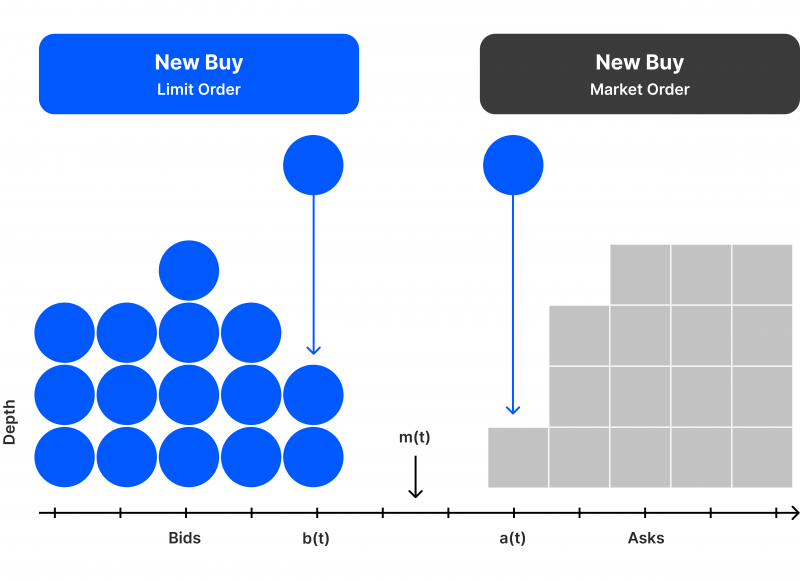 New Buy
Limit Order
New Buy
Market Order
Depth
m(t)
Bids
b(t)
a(t)
Asks